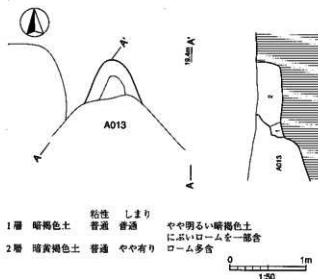 A'
A013
A
A'
19.4m
A
2
1
A013
粘性 しまり
1層 暗褐色土 普通 普通 やや明るい暗褐色土
にぶいロームを一部含
2層 暗黄褐色土 普通 やや有り ローム多含
0 1m
1:50